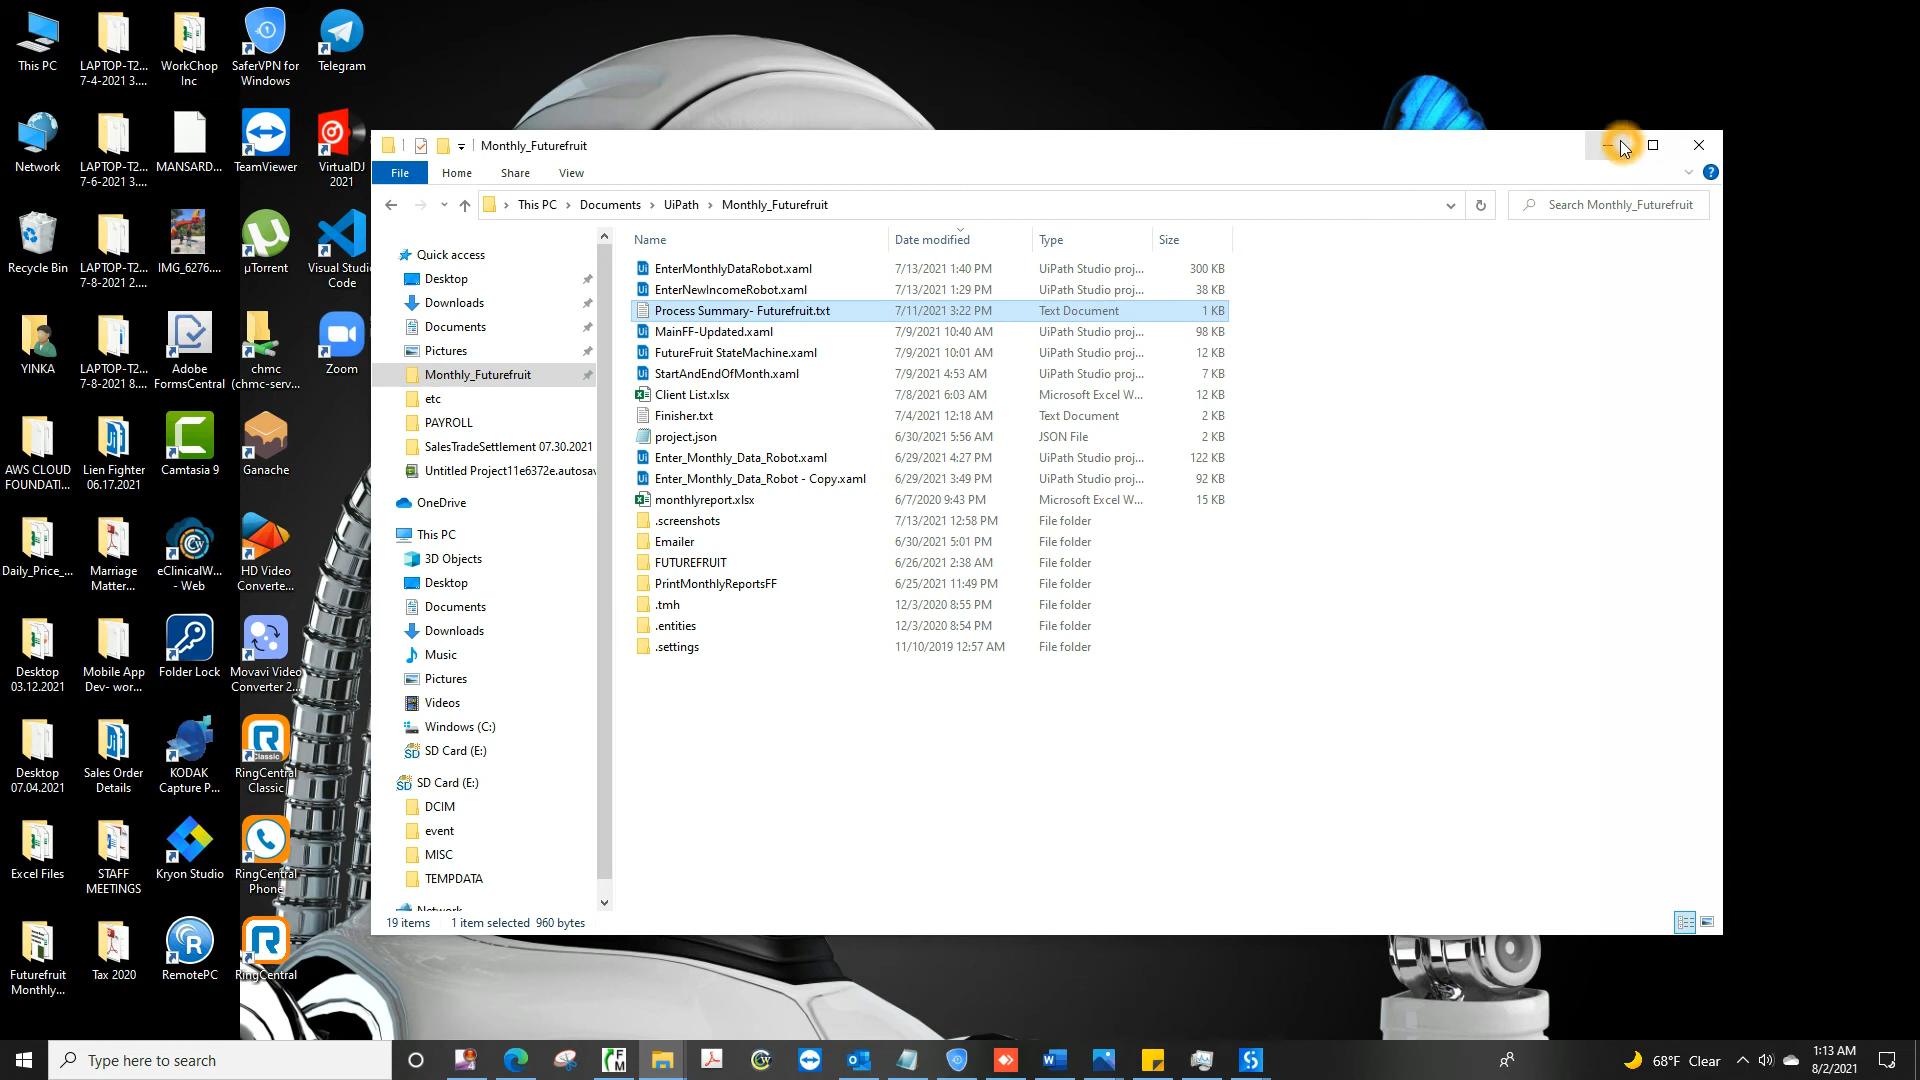 This PC
LAPTOP-T2...
7-4-2021 3....
WorkChop
Inc
SaferVPN for
Windows
Telegram
Network
LAPTOP-T2...
7-6-2021 3....
MANSARD...
TeamViewer
VirtualDJ
2021
Recycle Bin
LAPTOP-T2...
7-8-2021 2....
IMG_6276....
µTorrent
Visual Studio
Code
YINKA
LAPTOP-T2...
7-8-2021 8....
Adobe
FormsCentral
chmc
(chmc-serv...
Zoom
AWS CLOUD
FOUNDATI...
Lien Fighter
06.17.2021
Camtasia 9
Ganache
Daily_Price_...
Marriage
Matter...
eClinicalW...
- Web
HD Video
Converte...
Desktop
03.12.2021
Mobile App
Dev- wor...
Folder Lock
Movavi Video
Converter 2...
Desktop
07.04.2021
Sales Order
Details
KODAK
Capture P...
Classic
RingCentral
Classic
Excel Files
STAFF
MEETINGS
Kryon Studio
RingCentral
Phone
Futurefruit
Monthly...
Tax 2020
RemotePC
RingCentral
Monthly_Futurefruit
File
Home
Share
View
This PC
Documents
UiPath
Monthly_Futurefruit
Search Monthly_Futurefruit
Quick access
Desktop
Downloads
Documents
Pictures
Monthly_Futurefruit
etc
PAYROLL
SalesTradeSettlement 07.30.2021
Untitled Project11e6372e.autosav
OneDrive
This PC
3D Objects
Desktop
Documents
Downloads
Music
Pictures
Videos
Windows (C:)
SD Card (E:)
SD Card (E:)
DCIM
event
MISC
TEMPDATA
Network
Name Date modified Type Size
EnterMonthlyDataRobot.xaml 7/13/2021 1:40 PM UiPath Studio proj... 300 KB
EnterNewIncomeRobot.xaml 7/13/2021 1:29 PM UiPath Studio proj... 38 KB
Process Summary- Futurefruit.txt 7/11/2021 3:22 PM Text Document 1 KB
MainFF-Updated.xaml 7/9/2021 10:40 AM UiPath Studio proj... 98 KB
FutureFruit StateMachine.xaml 7/9/2021 10:01 AM UiPath Studio proj... 12 KB
StartAndEndOfMonth.xaml 7/9/2021 4:53 AM UiPath Studio proj... 7 KB
Client List.xlsx 7/8/2021 6:03 AM Microsoft Excel W... 12 KB
Finisher.txt 7/4/2021 12:18 AM Text Document 2 KB
project.json 6/30/2021 5:56 AM JSON File 2 KB
Enter_Monthly_Data_Robot.xaml 6/29/2021 4:27 PM UiPath Studio proj... 122 KB
Enter_Monthly_Data_Robot - Copy.xaml 6/29/2021 3:49 PM UiPath Studio proj... 92 KB
monthlyreport.xlsx 6/7/2020 9:43 PM Microsoft Excel W... 15 KB
.screenshots 7/13/2021 12:58 PM File folder
Emailer 6/30/2021 5:01 PM File folder
FUTUREFRUIT 6/26/2021 2:38 AM File folder
PrintMonthlyReportsFF 6/25/2021 11:49 PM File folder
.tmh 12/3/2020 8:55 PM File folder
.entities 12/3/2020 8:54 PM File folder
.settings 11/10/2019 12:57 AM File folder
19 items 1 item selected 960 bytes
Type here to search
68°F Clear
1:13 AM
8/2/2021